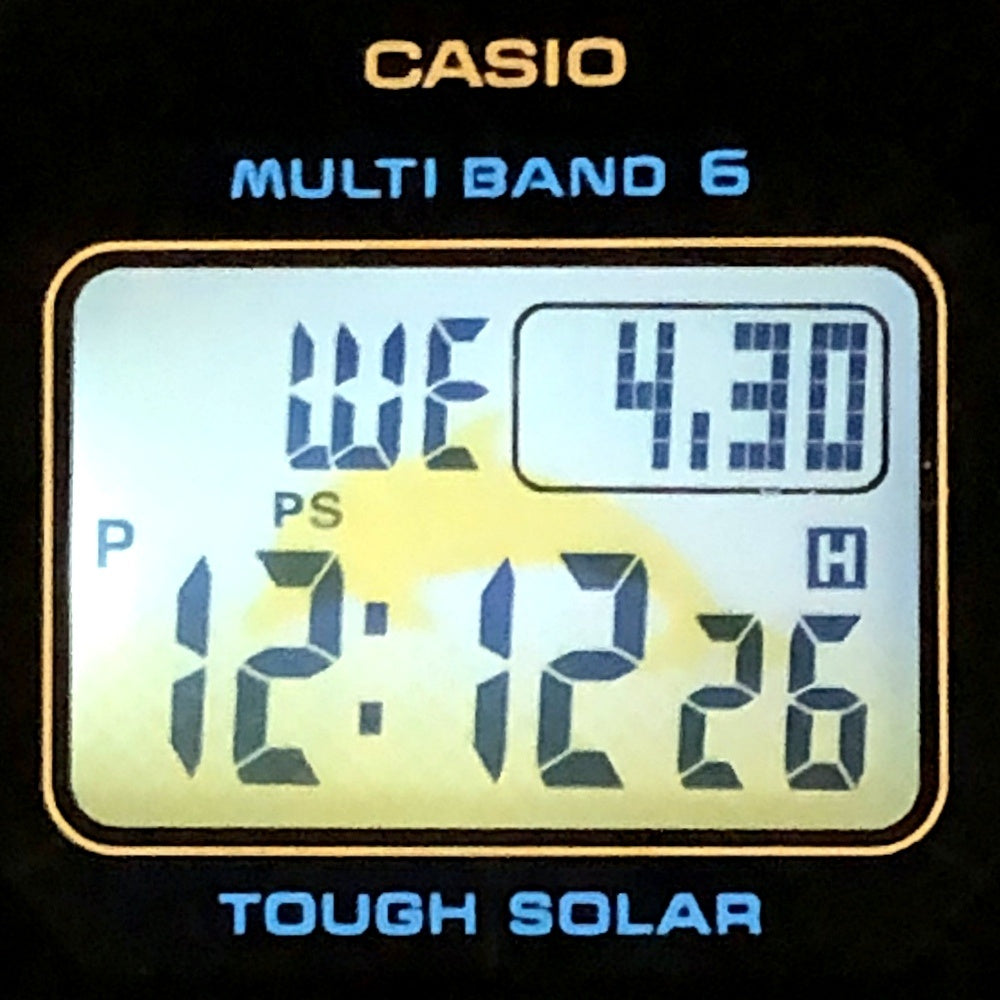 CASIO
MULTI BAND 6
WE 4.30
PS
P H
12:12 26
TOUGH SOLAR